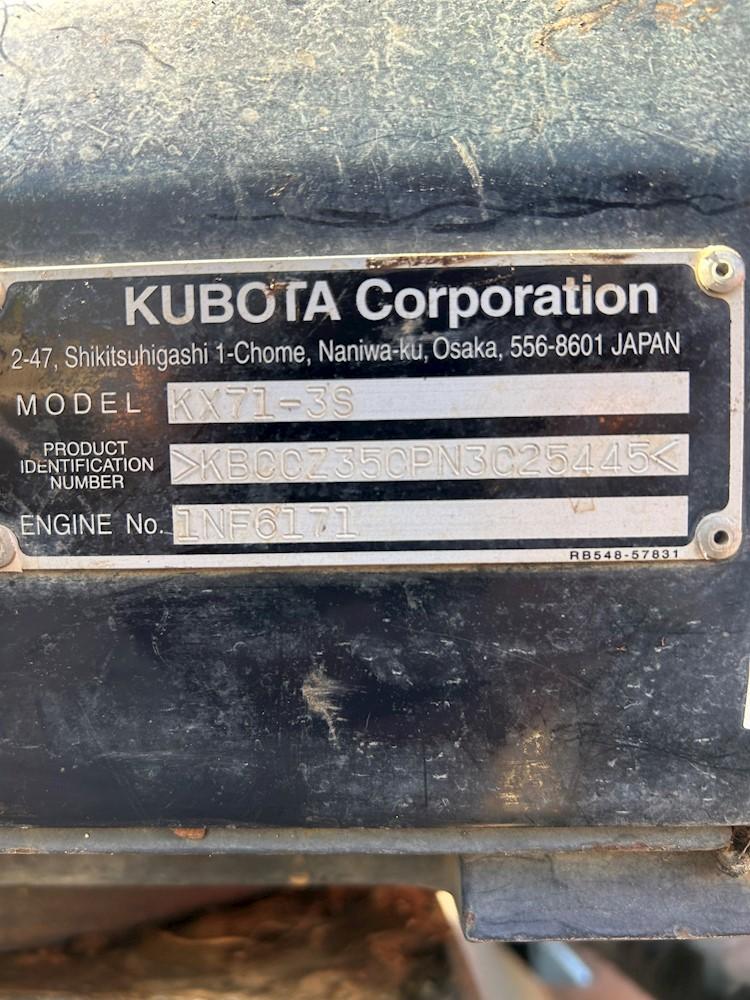 KUBOTA Corporation
2-47, Shikitsuhigashi 1-Chome, Naniwa-ku, Osaka, 556-8601 JAPAN
MODEL KX71-3S
PRODUCT
IDENTIFICATION
NUMBER
>KBCCZ35CPN3C25445<
ENGINE No. 1NF6171
RB548-57831